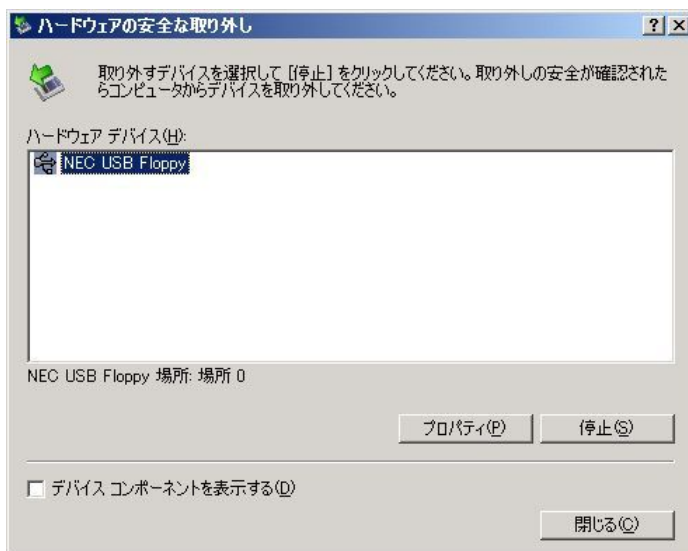 ハードウェアの安全な取り外し
取り外すデバイスを選択して [停止] をクリックしてください。取り外しの安全が確認された
らコンピュータからデバイスを取り外してください。
ハードウェア デバイス(H):
NEC USB Floppy
NEC USB Floppy 場所: 場所 0
プロパティ(P) 停止(S)
デバイス コンポーネントを表示する(D)
閉じる(C)